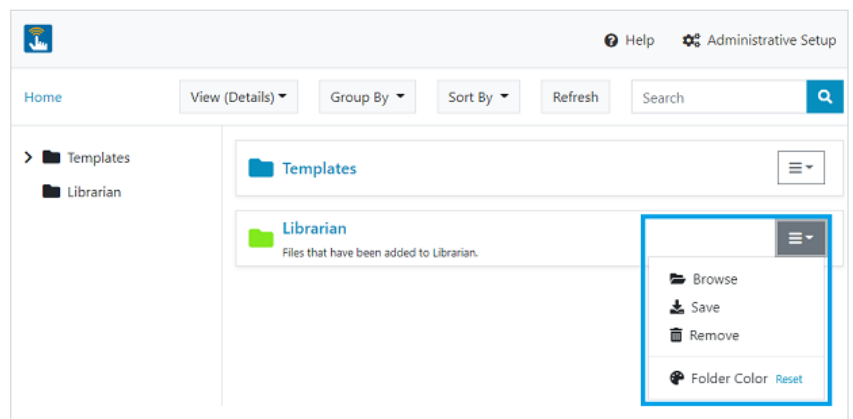 Help Administrative Setup
Home View (Details) Group By Sort By Refresh Search
Templates
Librarian
Templates
Librarian
Files that have been added to Librarian.
Browse
Save
Remove
Folder Color Reset